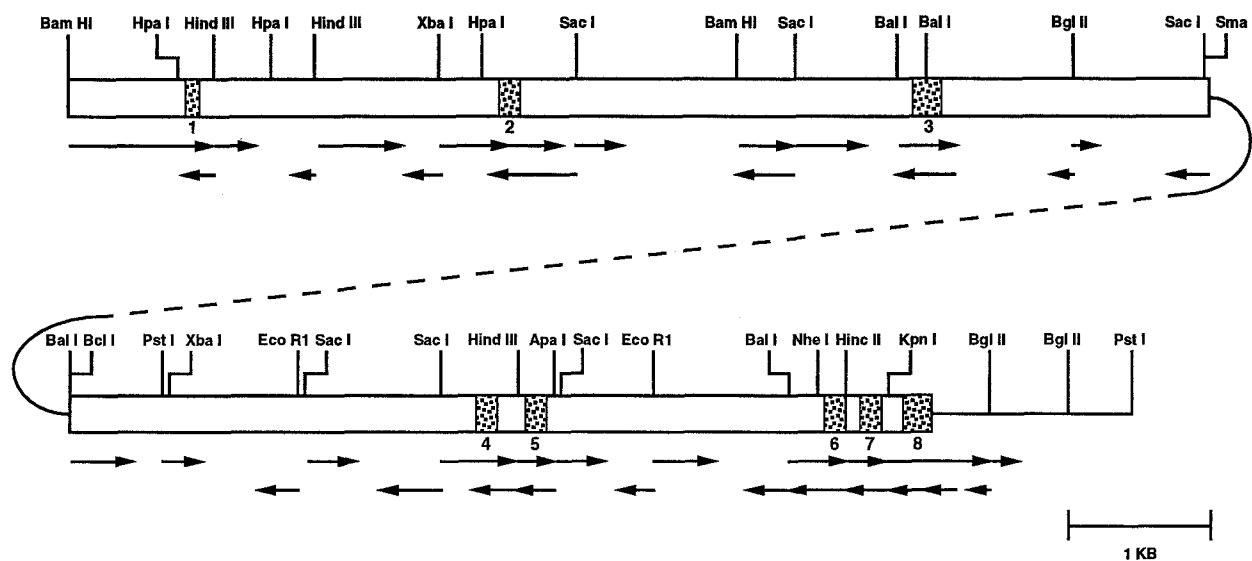 Bam HI Hpa I Hind III Hpa I Hind III Xba I Hpa I Sac I Bam HI Sac I Bal I Bal I Bgl II Sac I Sma
1 2 3
Bal I Bcl I Pst I Xba I Eco R1 Sac I Sac I Hind III Apa I Sac I Eco R1 Bal I Nhe I Hinc II Kpn I Bgl II Bgl II Pst I
4 5 6 7 8
1 KB